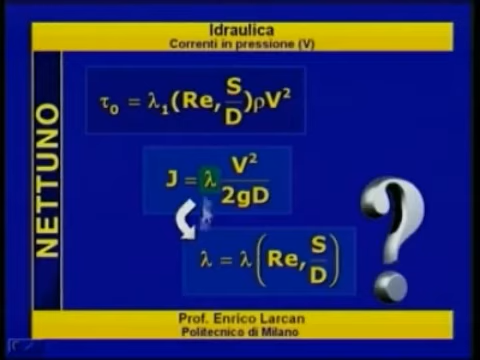 Idraulica
Correnti in pressione (V)
NETTUNO
τ₀ = λ₁(Re, S/D)ρV²
J = λ V²/2gD
λ = λ(Re, S/D)
?
Prof. Enrico Larcan
Politecnico di Milano